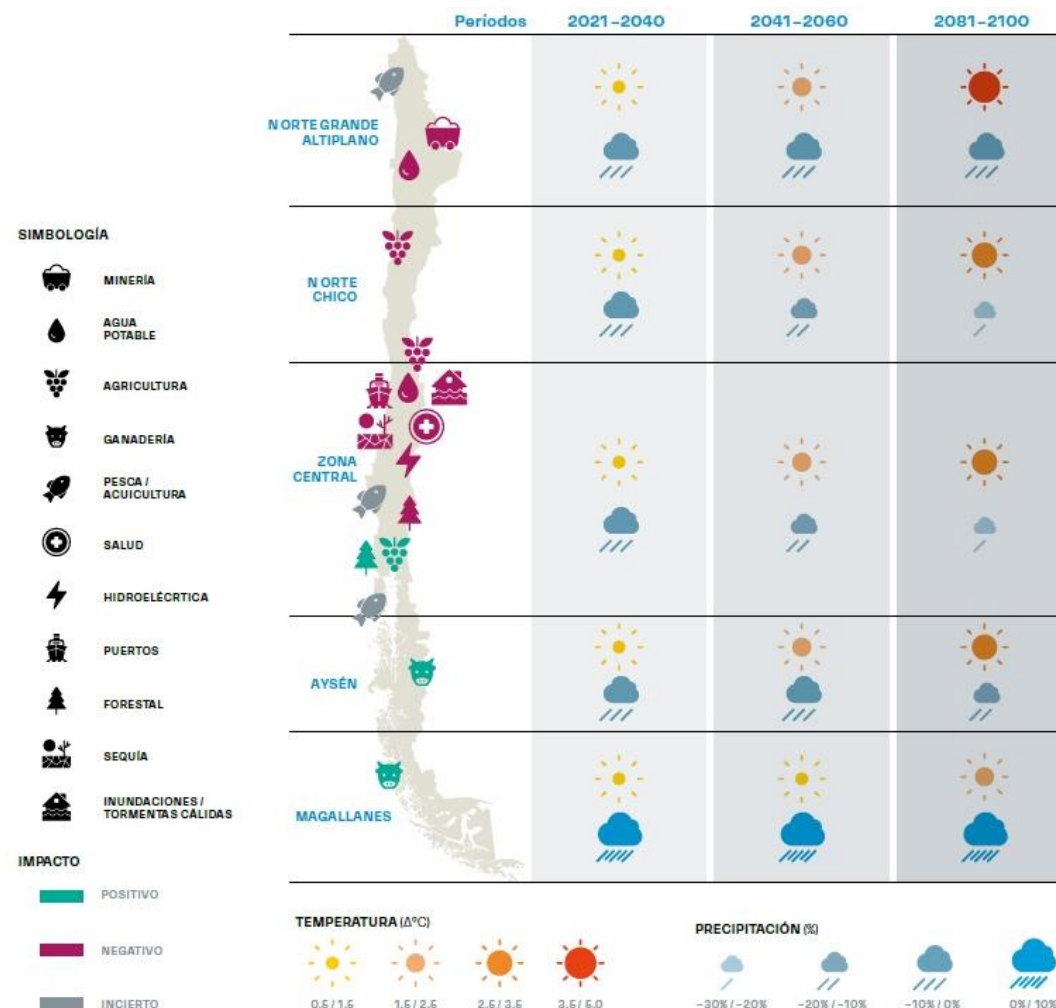 Períodos 2021–2040 2041–2060 2081–2100
NORTE GRANDE
ALTIPLANO
NORTE
CHICO
ZONA
CENTRAL
AYSÉN
MAGALLANES
SIMBOLOGÍA
MINERÍA
AGUA
POTABLE
AGRICULTURA
GANADERÍA
PESCA /
ACUICULTURA
SALUD
HIDROELÉCRTICA
PUERTOS
FORESTAL
SEQUÍA
INUNDACIONES /
TORMENTAS CÁLIDAS
IMPACTO
POSITIVO
NEGATIVO
INCIERTO
TEMPERATURA (Δ°C)
0.5 / 1.5 1.5 / 2.5 2.5 / 3.5 3.5 / 5.0
PRECIPITACIÓN (%)
−30% / −20% −20% / −10% −10% / 0% 0% / 10%